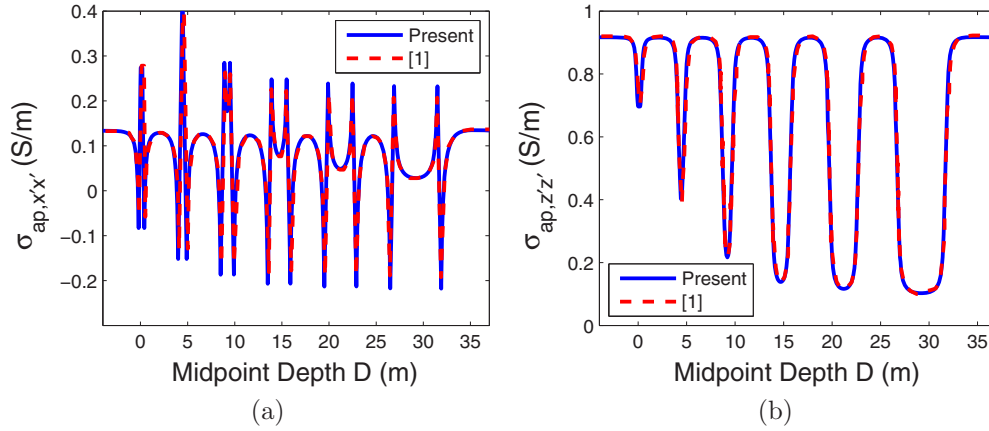 0.4
0.3
0.2
0.1
0
−0.1
−0.2
σap,x′x′ (S/m)
Present
[1]
0 5 10 15 20 25 30 35
Midpoint Depth D (m)
(a)
1
0.8
0.6
0.4
0.2
0
σap,z′z′ (S/m)
Present
[1]
0 5 10 15 20 25 30 35
Midpoint Depth D (m)
(b)